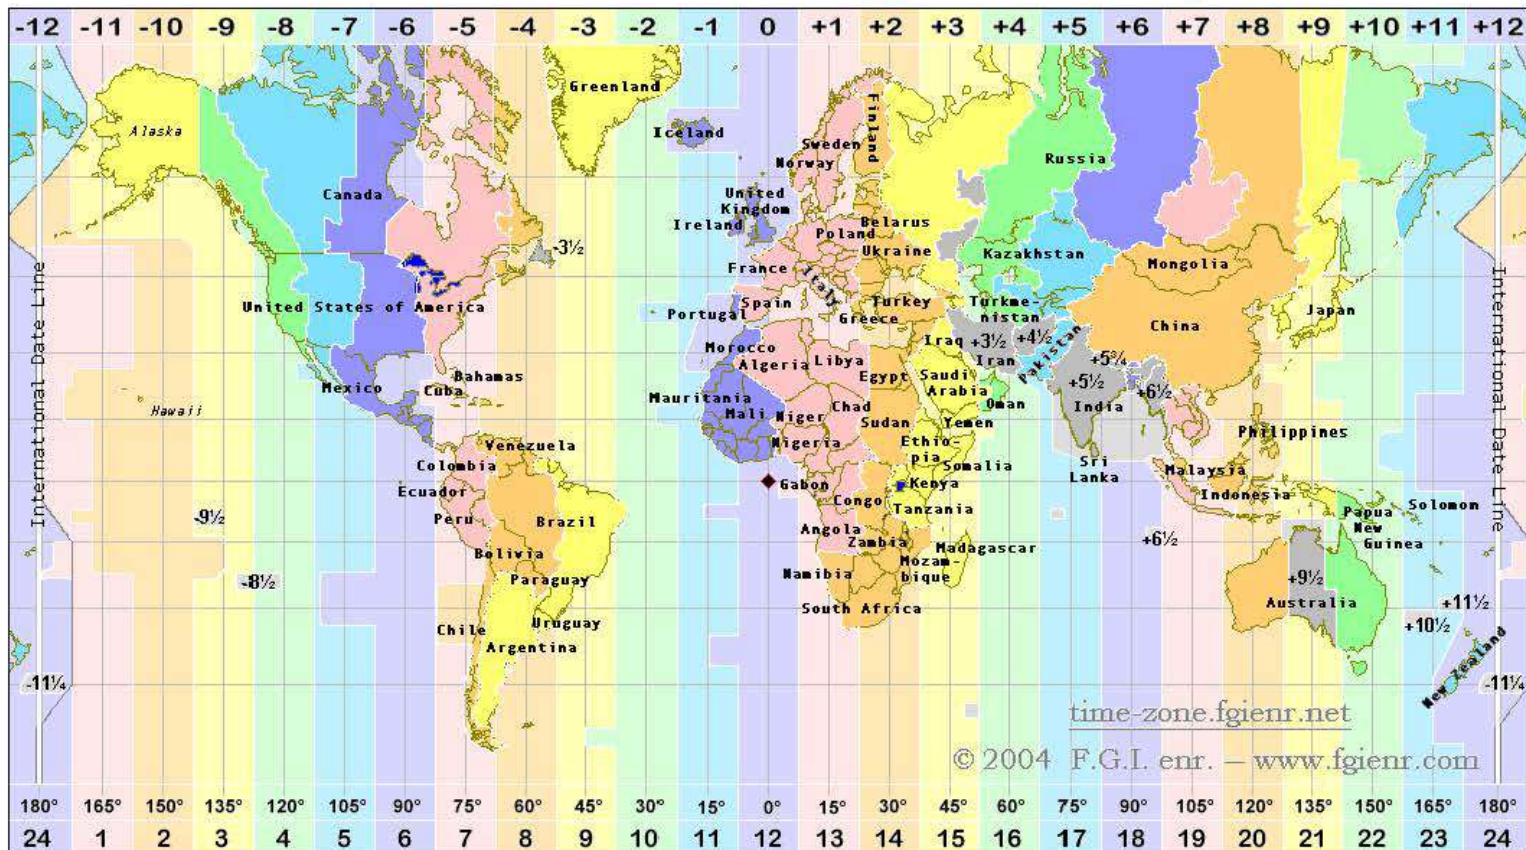 -12 -11 -10 -9 -8 -7 -6 -5 -4 -3 -2 -1 0 +1 +2 +3 +4 +5 +6 +7 +8 +9 +10 +11 +12
Greenland
Alaska
Iceland
Finland
Sweden
Norway
Russia
Canada
United
Kingdom
Ireland
Belarus
Poland
Ukraine
-3½
Kazakhstan
Mongolia
France
Italy
International Date Line
International Date Line
United States of America
Spain
Portugal
Turkey
Greece
Turkme-
nistan
China
Japan
Morocco
Algeria
Libya
Iraq
+3½
Iran
+4½
Pakistan
+5¾
Egypt
Saudi
Arabia
+5½
India
+6½
Mexico
Bahamas
Cuba
Hawaii
Mauritania
Mali
Niger
Chad
Sudan
Oman
Yemen
Nigeria
Ethio-
pia
Somalia
Philippines
Venezuela
Colombia
Ecuador
Peru
Brazil
Gabon
Congo
Kenya
Tanzania
Sri
Lanka
Malaysia
Indonesia
Papua
New
Guinea
Solomon
-9½
Angola
Zambia
Madagascar
+6½
Bolivia
Paraguay
-8½
Namibia
Mozam-
bique
+9½
Australia
South Africa
+11½
+10½
Chile
Uruguay
Argentina
New Zealand
-11¼
-11¼
time-zone.fgienr.net
© 2004 F.G.I. enr. – www.fgienr.com
180° 165° 150° 135° 120° 105° 90° 75° 60° 45° 30° 15° 0° 15° 30° 45° 60° 75° 90° 105° 120° 135° 150° 165° 180°
24 1 2 3 4 5 6 7 8 9 10 11 12 13 14 15 16 17 18 19 20 21 22 23 24